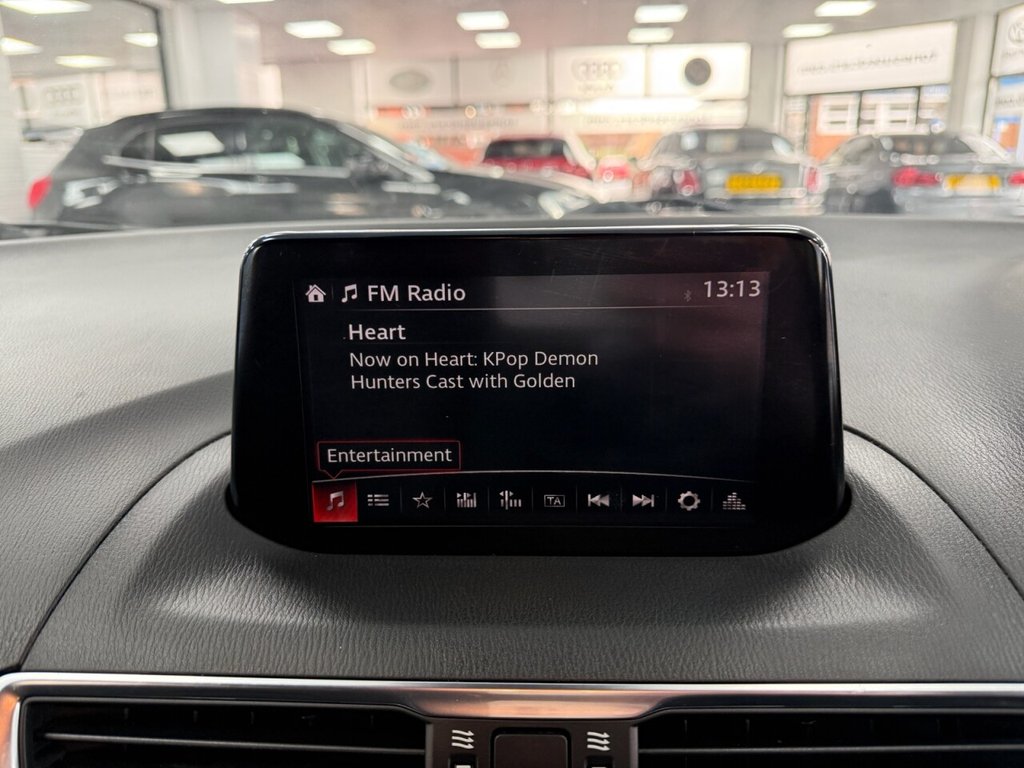 FM Radio
13:13
Heart
Now on Heart: KPop Demon
Hunters Cast with Golden
Entertainment
TA